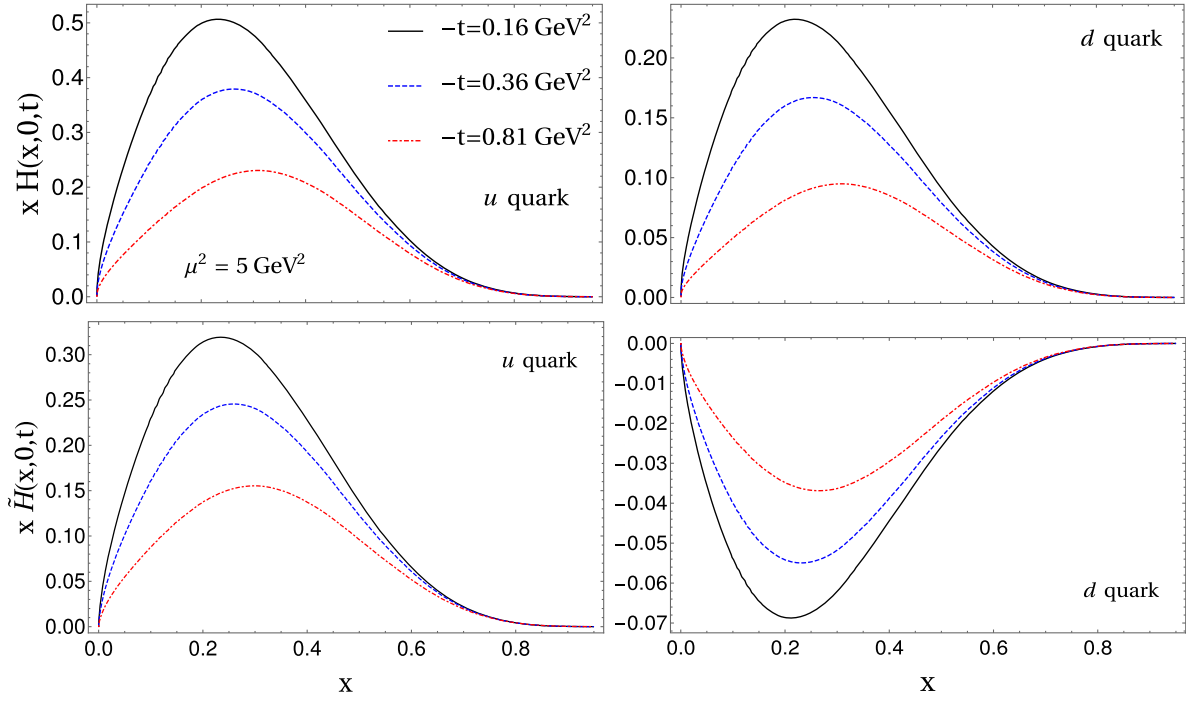 x H(x,0,t)
0.5
0.4
0.3
0.2
0.1
0.0
−t=0.16 GeV²
−t=0.36 GeV²
−t=0.81 GeV²
u quark
μ² = 5 GeV²
0.20
0.15
0.10
0.05
0.00
d quark
x H̃(x,0,t)
0.30
0.25
0.20
0.15
0.10
0.05
0.00
u quark
0.0 0.2 0.4 0.6 0.8
x
0.00
−0.01
−0.02
−0.03
−0.04
−0.05
−0.06
−0.07
d quark
0.0 0.2 0.4 0.6 0.8
x